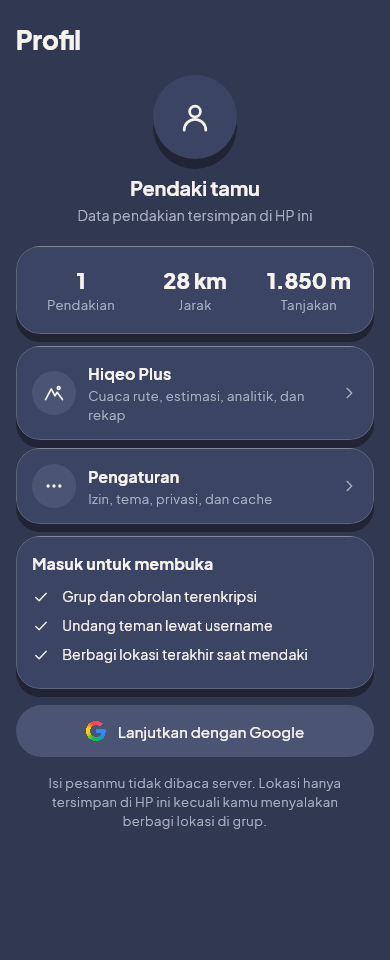 Profil
Pendaki tamu
Data pendakian tersimpan di HP ini
1 28 km 1.850 m
Pendakian Jarak Tanjakan
Hiqeo Plus
Cuaca rute, estimasi, analitik, dan
rekap
Pengaturan
Izin, tema, privasi, dan cache
Masuk untuk membuka
Grup dan obrolan terenkripsi
Undang teman lewat username
Berbagi lokasi terakhir saat mendaki
Lanjutkan dengan Google
Isi pesanmu tidak dibaca server. Lokasi hanya
tersimpan di HP ini kecuali kamu menyalakan
berbagi lokasi di grup.